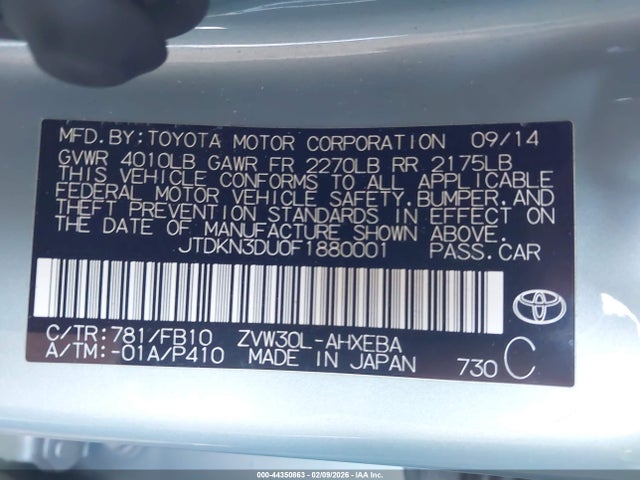 MFD.BY:TOYOTA MOTOR CORPORATION 09/14
GVWR 4010LB GAWR FR 2270LB RR 2175LB
THIS VEHICLE CONFORMS TO ALL APPLICABLE
FEDERAL MOTOR VEHICLE SAFETY,BUMPER,AND
THEFT PREVENTION STANDARDS IN EFFECT ON
THE DATE OF MANUFACTURE SHOWN ABOVE.
JTDKN3DU0F1880001 PASS.CAR
C/TR:781/FB10 ZVW30L-AHXEBA
A/TM:-01A/P410 MADE IN JAPAN 730 C
000-44350863 - 02/09/2026 - IAA Inc.